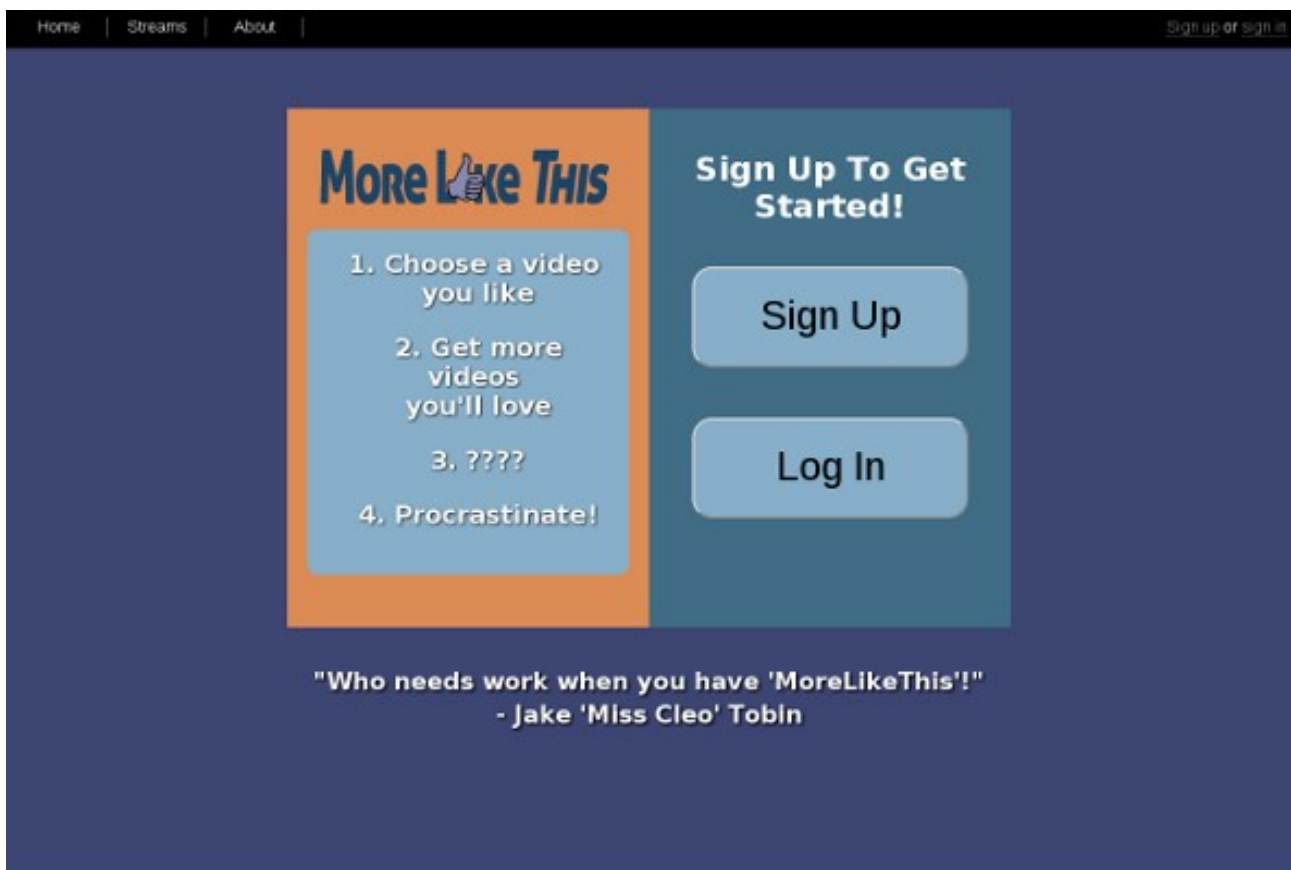 Home | Streams | About |
Sign up or sign in
More Like This
1. Choose a video
you like
2. Get more
videos
you'll love
3. ????
4. Procrastinate!
Sign Up To Get
Started!
Sign Up
Log In
"Who needs work when you have 'MoreLikeThis'!"
- Jake 'Miss Cleo' Tobin